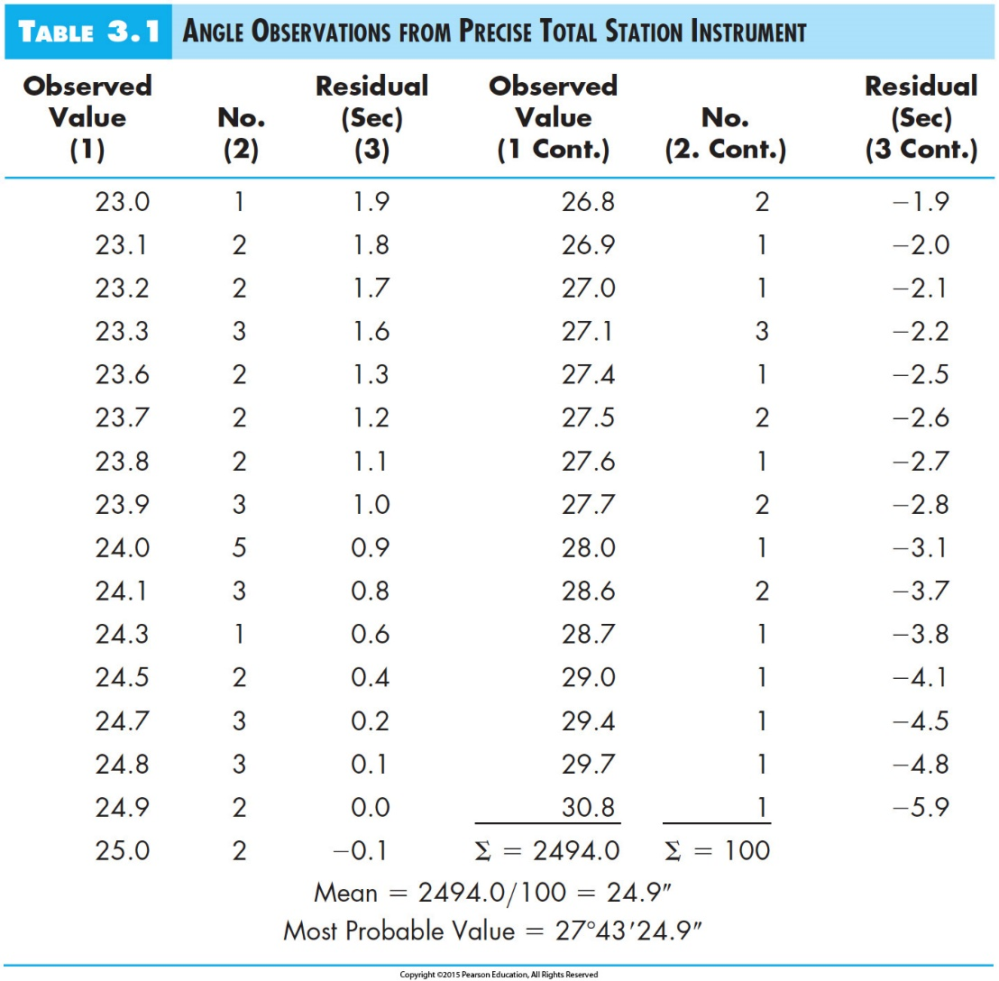 TABLE 3.1 ANGLE OBSERVATIONS FROM PRECISE TOTAL STATION INSTRUMENT
Observed Residual Observed Residual
Value No. (Sec) Value No. (Sec)
(1) (2) (3) (1 Cont.) (2. Cont.) (3 Cont.)
23.0 1 1.9 26.8 2 −1.9
23.1 2 1.8 26.9 1 −2.0
23.2 2 1.7 27.0 1 −2.1
23.3 3 1.6 27.1 3 −2.2
23.6 2 1.3 27.4 1 −2.5
23.7 2 1.2 27.5 2 −2.6
23.8 2 1.1 27.6 1 −2.7
23.9 3 1.0 27.7 2 −2.8
24.0 5 0.9 28.0 1 −3.1
24.1 3 0.8 28.6 2 −3.7
24.3 1 0.6 28.7 1 −3.8
24.5 2 0.4 29.0 1 −4.1
24.7 3 0.2 29.4 1 −4.5
24.8 3 0.1 29.7 1 −4.8
24.9 2 0.0 30.8 1 −5.9
25.0 2 −0.1 Σ = 2494.0 Σ = 100
Mean = 2494.0/100 = 24.9″
Most Probable Value = 27°43′24.9″
Copyright ©2015 Pearson Education, All Rights Reserved